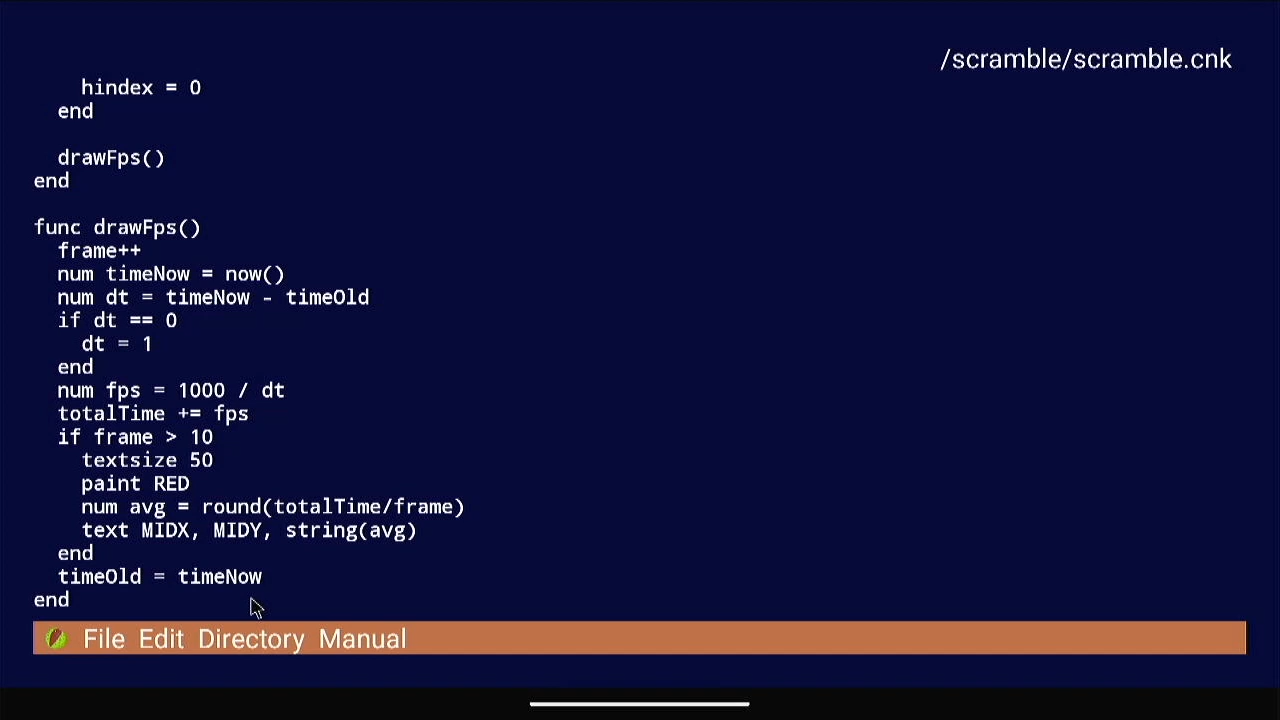 /scramble/scramble.cnk
hindex = 0
end
drawFps()
end
func drawFps()
frame++
num timeNow = now()
num dt = timeNow - timeOld
if dt == 0
dt = 1
end
num fps = 1000 / dt
totalTime += fps
if frame > 10
textsize 50
paint RED
num avg = round(totalTime/frame)
text MIDX, MIDY, string(avg)
end
timeOld = timeNow
end
File Edit Directory Manual